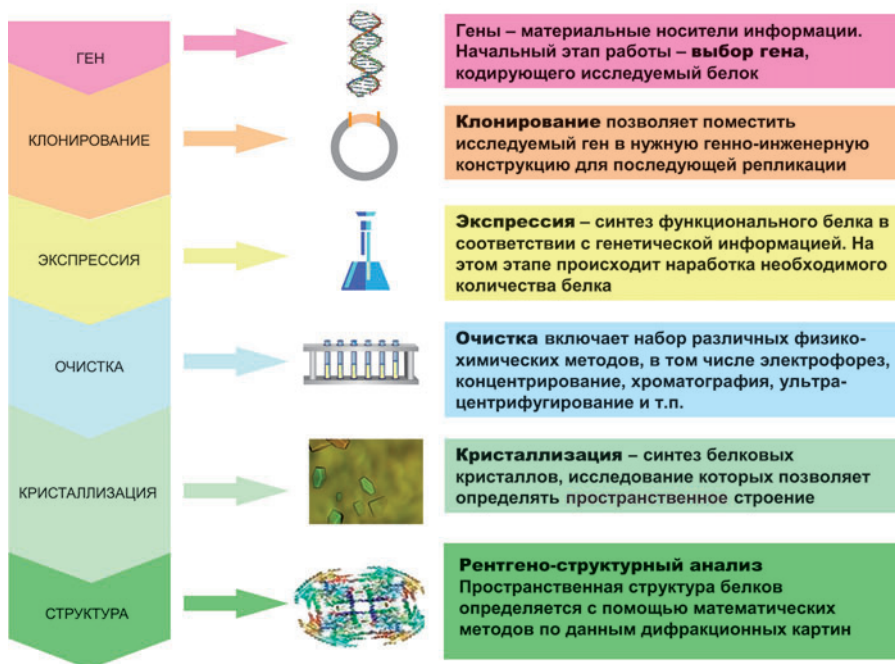 ГЕН
Гены – материальные носители информации.
Начальный этап работы – выбор гена,
кодирующего исследуемый белок
КЛОНИРОВАНИЕ
Клонирование позволяет поместить
исследуемый ген в нужную генно-инженерную
конструкцию для последующей репликации
ЭКСПРЕССИЯ
Экспрессия – синтез функционального белка в
соответствии с генетической информацией. На
этом этапе происходит наработка необходимого
количества белка
ОЧИСТКА
Очистка включает набор различных физико-
химических методов, в том числе электрофорез,
концентрирование, хроматография, ультра-
центрифугирование и т.п.
КРИСТАЛЛИЗАЦИЯ
Кристаллизация – синтез белковых
кристаллов, исследование которых позволяет
определять пространственное строение
СТРУКТУРА
Рентгено-структурный анализ
Пространственная структура белков
определяется с помощью математических
методов по данным дифракционных картин